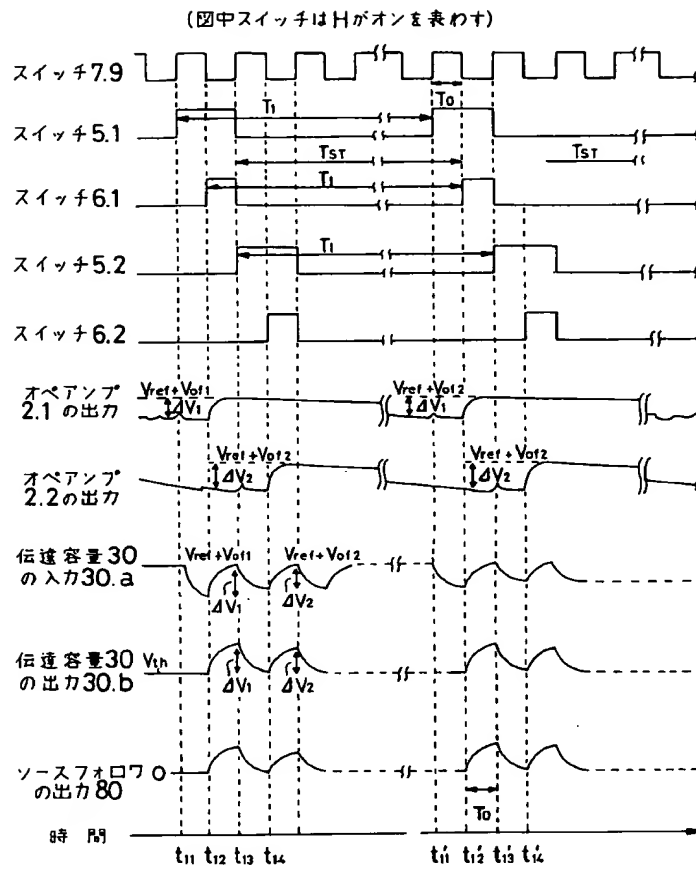 (図中スイッチはHがオンを表わす)
スイッチ7.9
T1
T0
スイッチ5.1
TST
TST
T1
スイッチ6.1
T1
スイッチ5.2
スイッチ6.2
Vref+Vof1
Vref+Vof2
オペアンプ
2.1の出力
ΔV1
ΔV1
Vref+Vof2
Vref+Vof2
オペアンプ
2.2の出力
ΔV2
ΔV2
伝達容量30
の入力30.a
Vref+Vof1
Vref+Vof2
ΔV1
ΔV2
伝達容量30
の出力30.b
Vth
ΔV1
ΔV2
ソースフォロワ
の出力80
0
T0
時間
t11 t12 t13 t14 t11' t12' t13' t14'